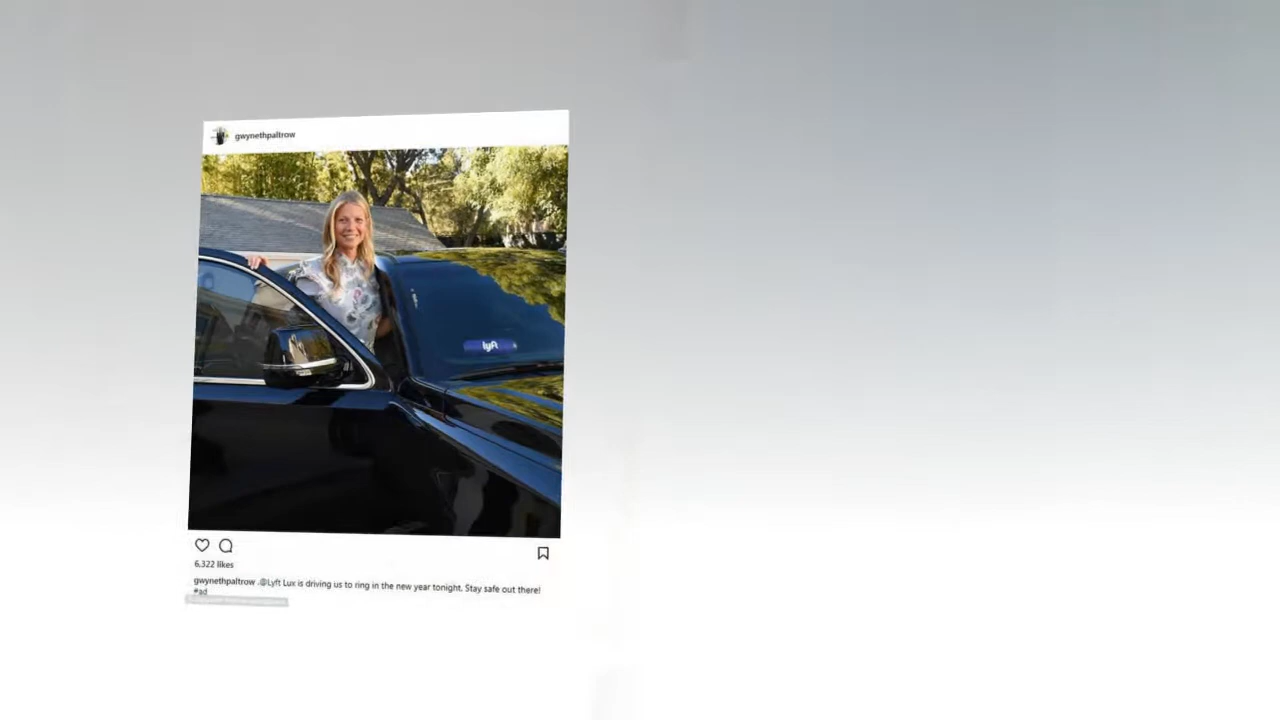 gwynethpaltrow
lyft
6,322 likes
gwynethpaltrow .@Lyft Lux is driving us to ring in the new year tonight. Stay safe out there!
#ad